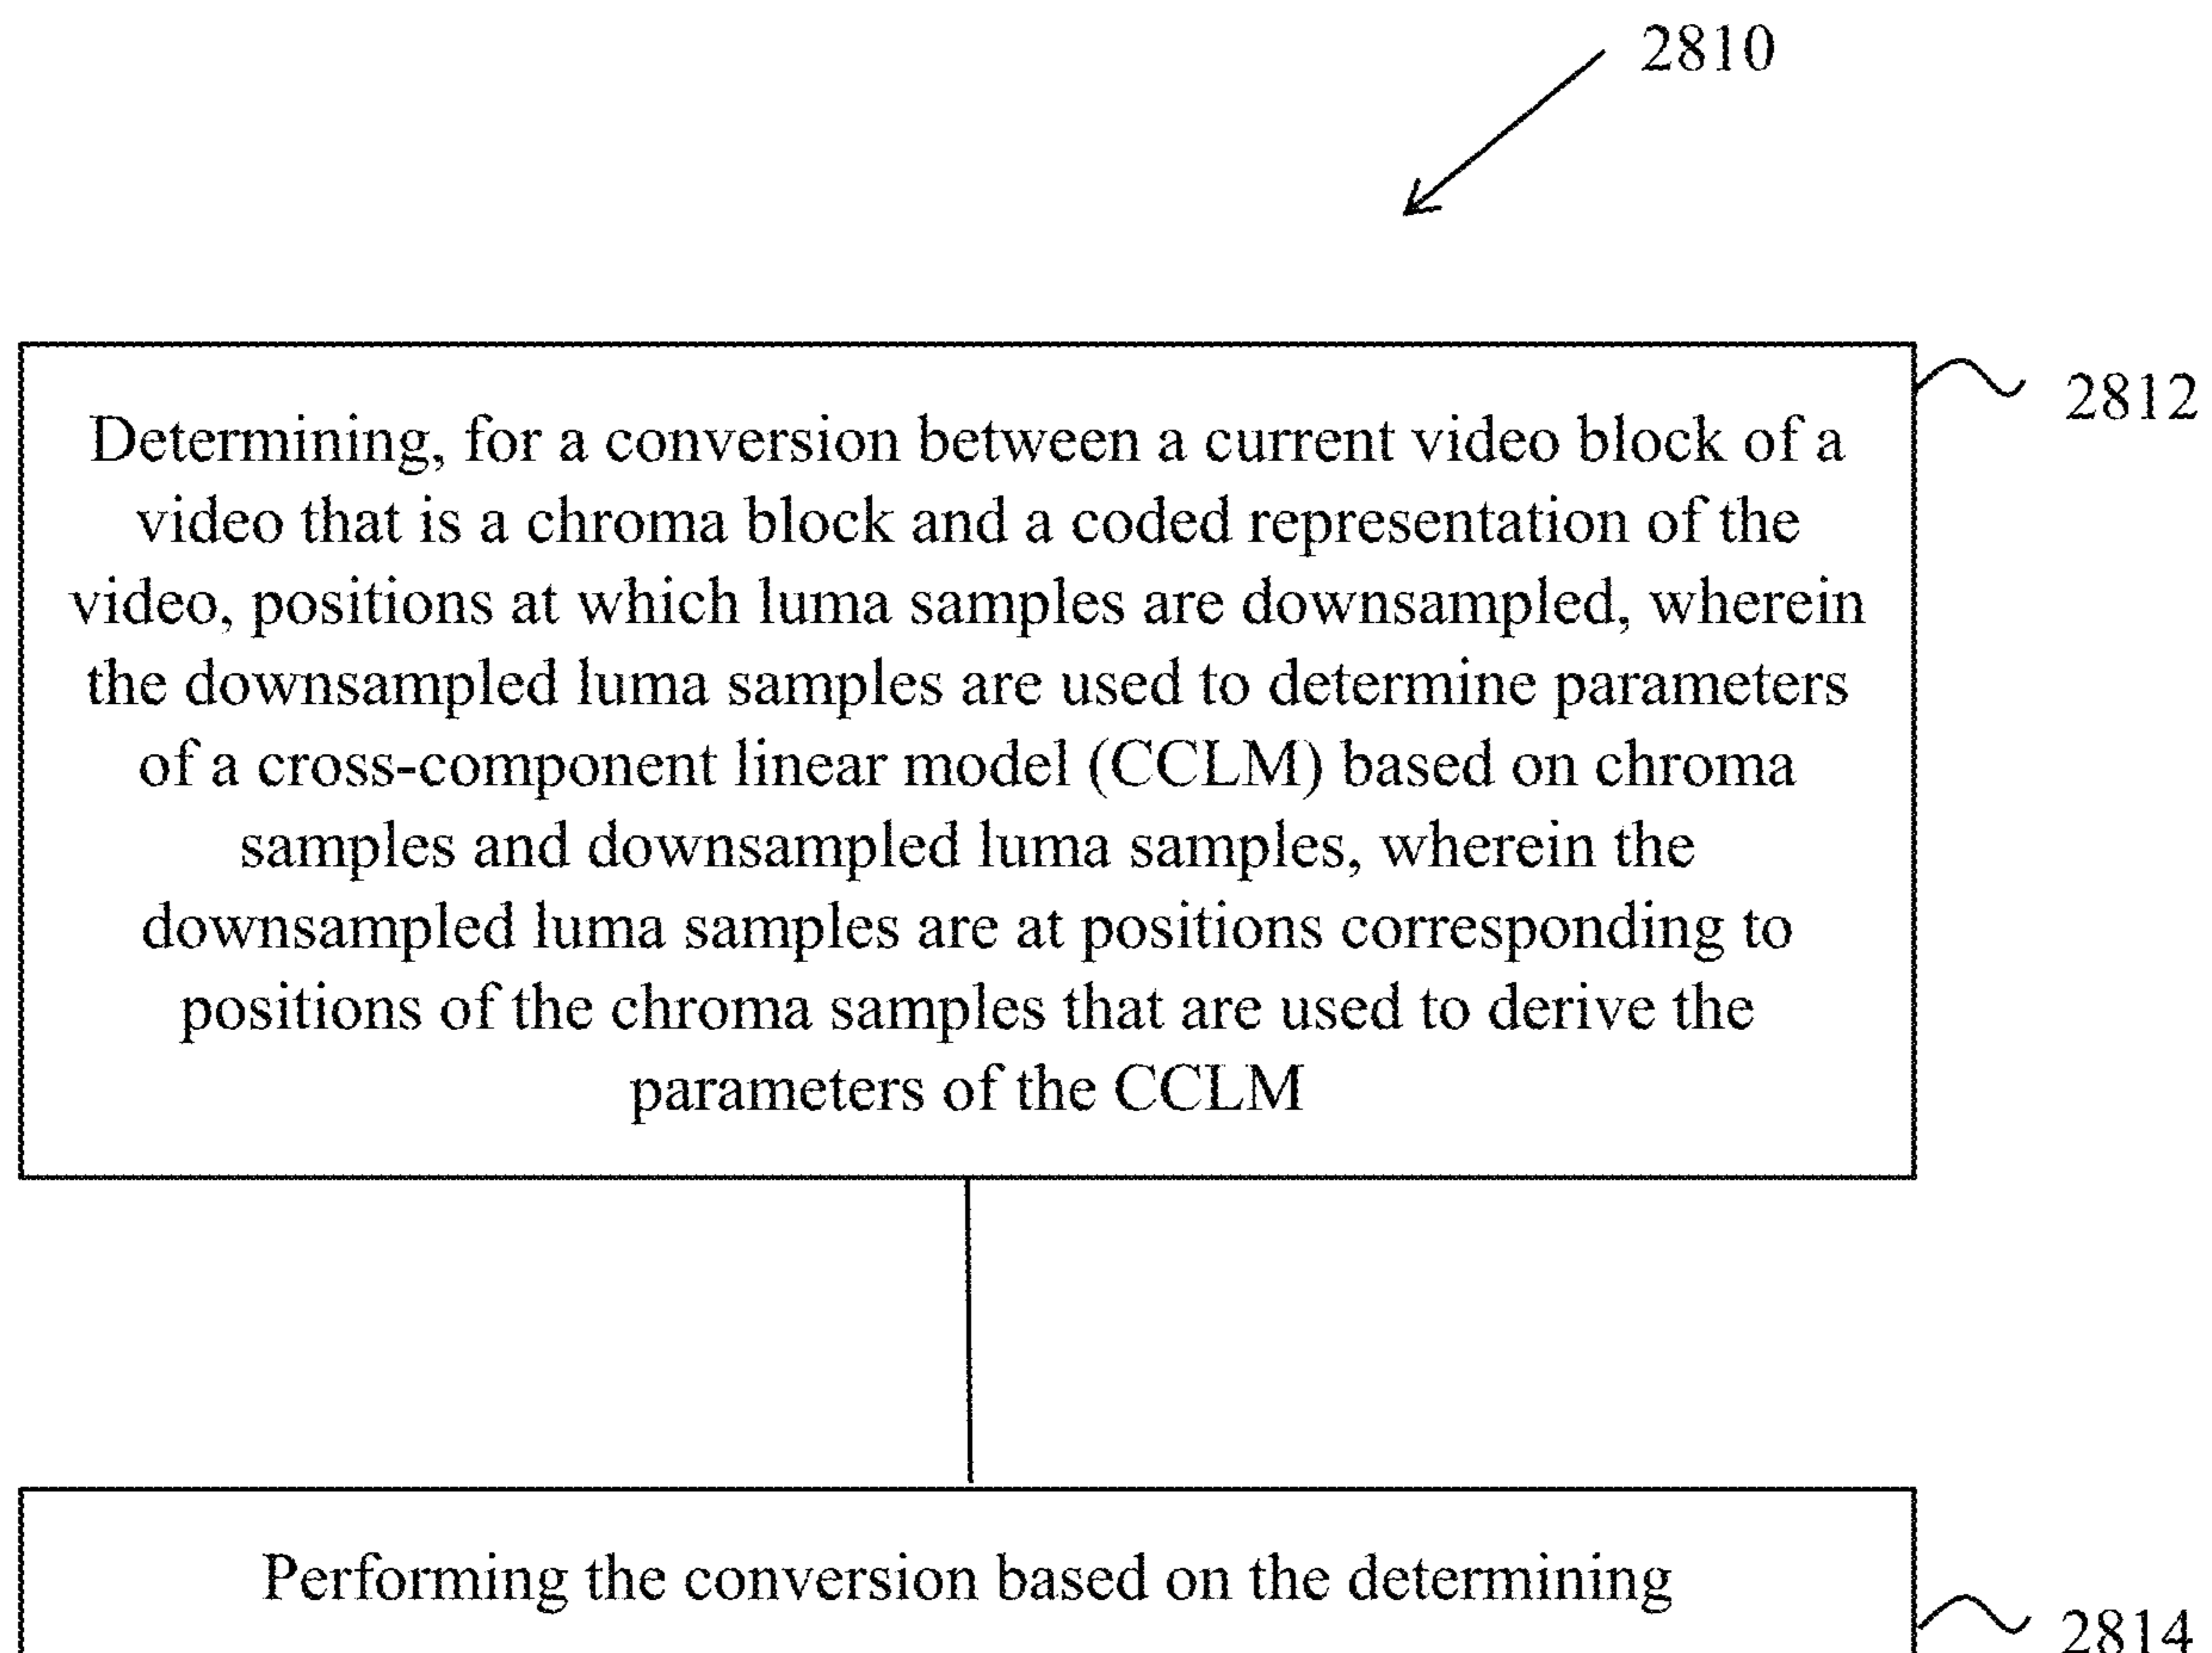 2810
2812
Determining, for a conversion between a current video block of a
video that is a chroma block and a coded representation of the
video, positions at which luma samples are downsampled, wherein
the downsampled luma samples are used to determine parameters
of a cross-component linear model (CCLM) based on chroma
samples and downsampled luma samples, wherein the
downsampled luma samples are at positions corresponding to
positions of the chroma samples that are used to derive the
parameters of the CCLM
Performing the conversion based on the determining
2814